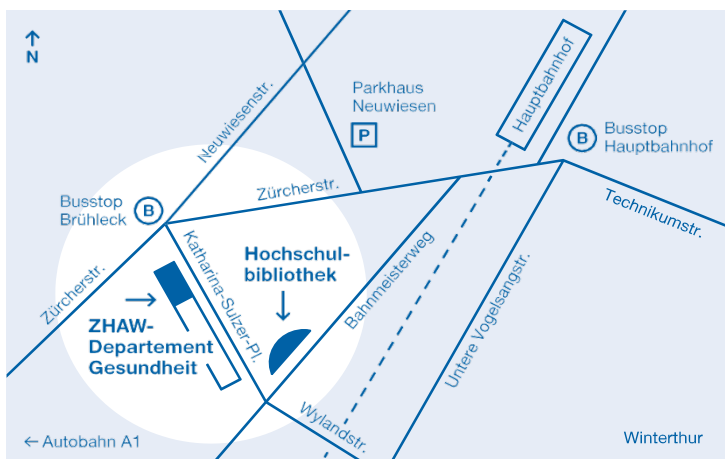 N
Neuwiesenstr.
Parkhaus
Neuwiesen
P
Hauptbahnhof
B
Busstop
Hauptbahnhof
Busstop
Brühleck
B
Zürcherstr.
Technikumstr.
Zürcherstr.
Katharina-Sulzer-Pl.
Hochschul-
bibliothek
Bahnmeisterweg
Untere Vogelsangstr.
ZHAW-
Departement
Gesundheit
Wylandstr.
← Autobahn A1
Winterthur